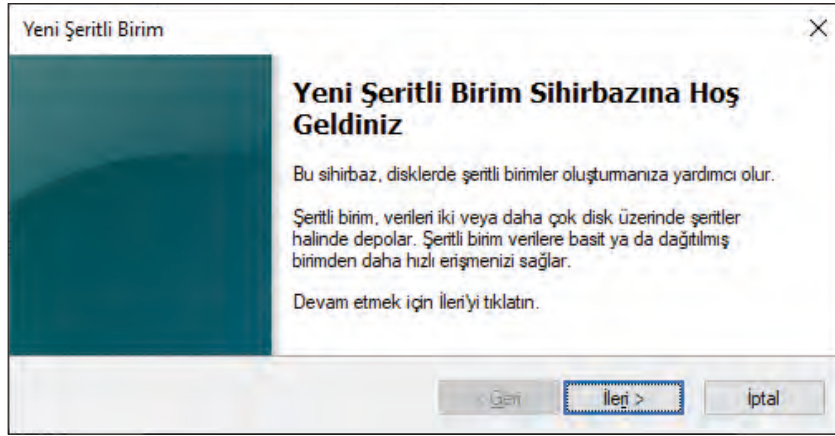 Yeni Şeritli Birim
Yeni Şeritli Birim Sihirbazına Hoş
Geldiniz
Bu sihirbaz, disklerde şeritli birimler oluşturmanıza yardımcı olur.
Şeritli birim, verileri iki veya daha çok disk üzerinde şeritler
halinde depolar. Şeritli birim verilere basit ya da dağıtılmış
birimden daha hızlı erişmenizi sağlar.
Devam etmek için İleri'yi tıklatın.
< Geri İleri > İptal